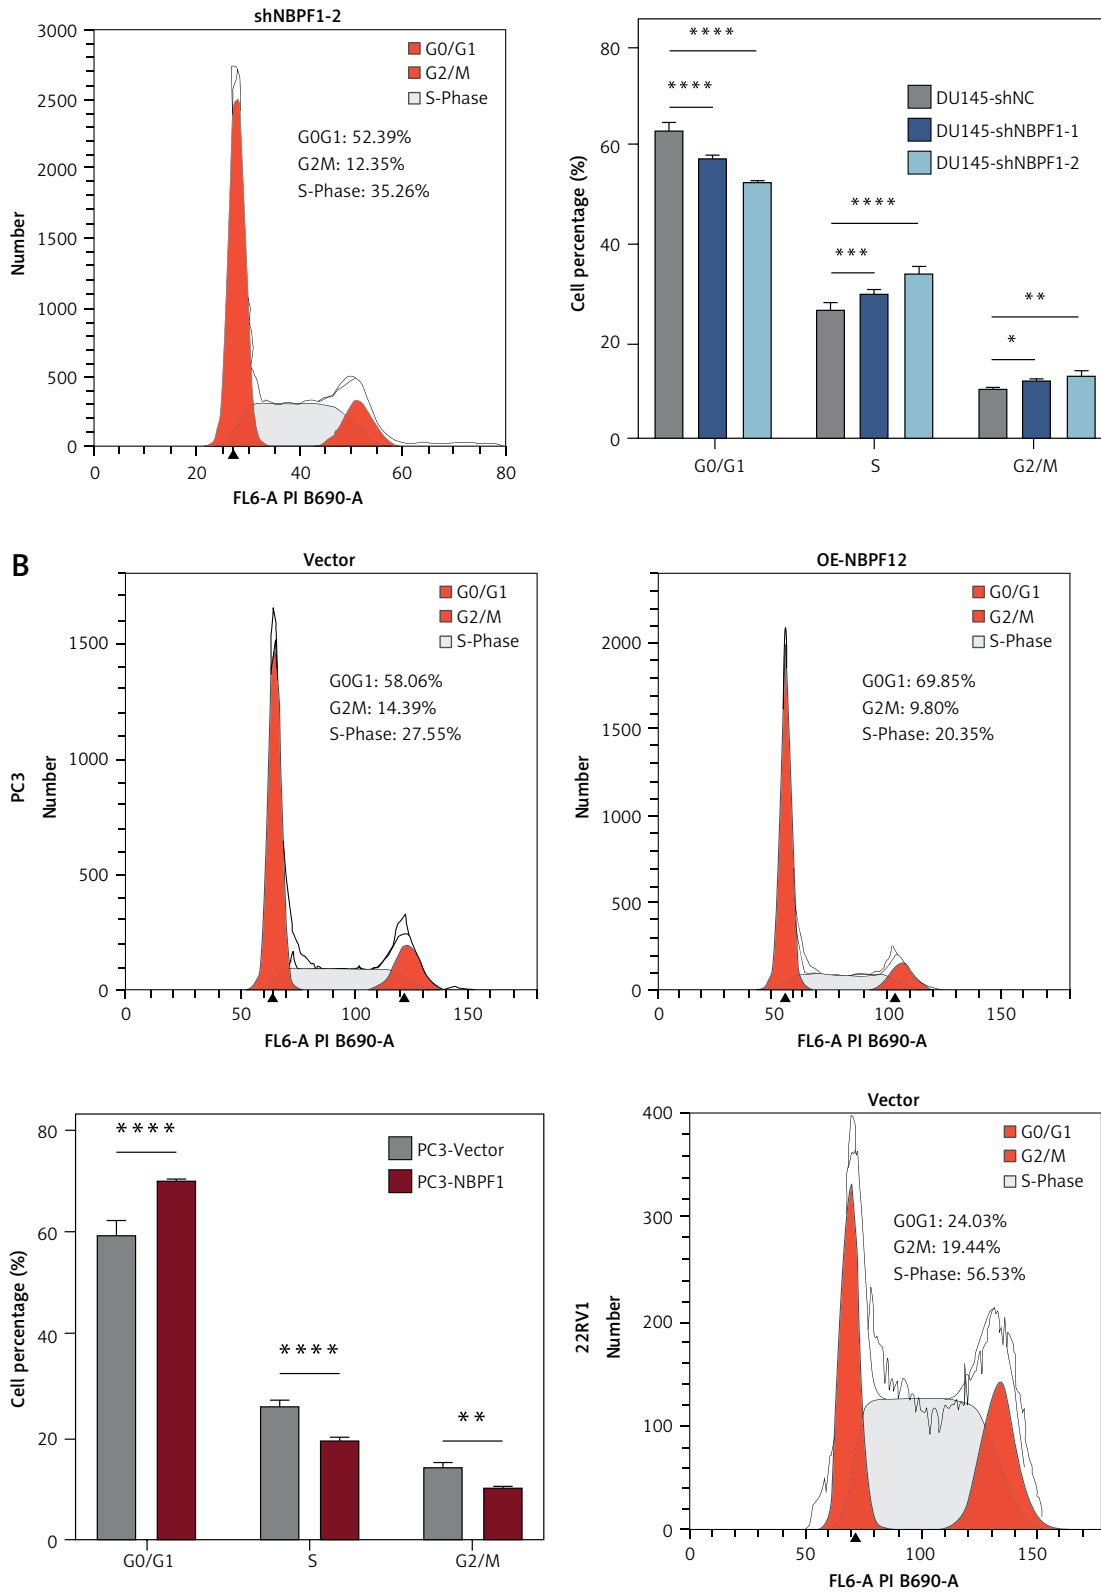 shNBPF1-2
3000
2500
2000
1500
1000
500
0
Number
G0/G1
G2/M
S-Phase
G0G1: 52.39%
G2M: 12.35%
S-Phase: 35.26%
0 20 40 60 80
FL6-A PI B690-A
80
60
40
20
0
Cell percentage (%)
****
****
DU145-shNC
DU145-shNBPF1-1
DU145-shNBPF1-2
****
***
**
*
G0/G1 S G2/M
B
Vector
PC3
Number
1500
1000
500
0
G0/G1
G2/M
S-Phase
G0G1: 58.06%
G2M: 14.39%
S-Phase: 27.55%
0 50 100 150
FL6-A PI B690-A
OE-NBPF12
Number
2000
1500
1000
500
0
G0/G1
G2/M
S-Phase
G0G1: 69.85%
G2M: 9.80%
S-Phase: 20.35%
0 50 100 150
FL6-A PI B690-A
80
60
40
20
0
Cell percentage (%)
****
PC3-Vector
PC3-NBPF1
****
**
G0/G1 S G2/M
Vector
22RV1
Number
400
300
200
100
0
G0/G1
G2/M
S-Phase
G0G1: 24.03%
G2M: 19.44%
S-Phase: 56.53%
0 50 100 150
FL6-A PI B690-A